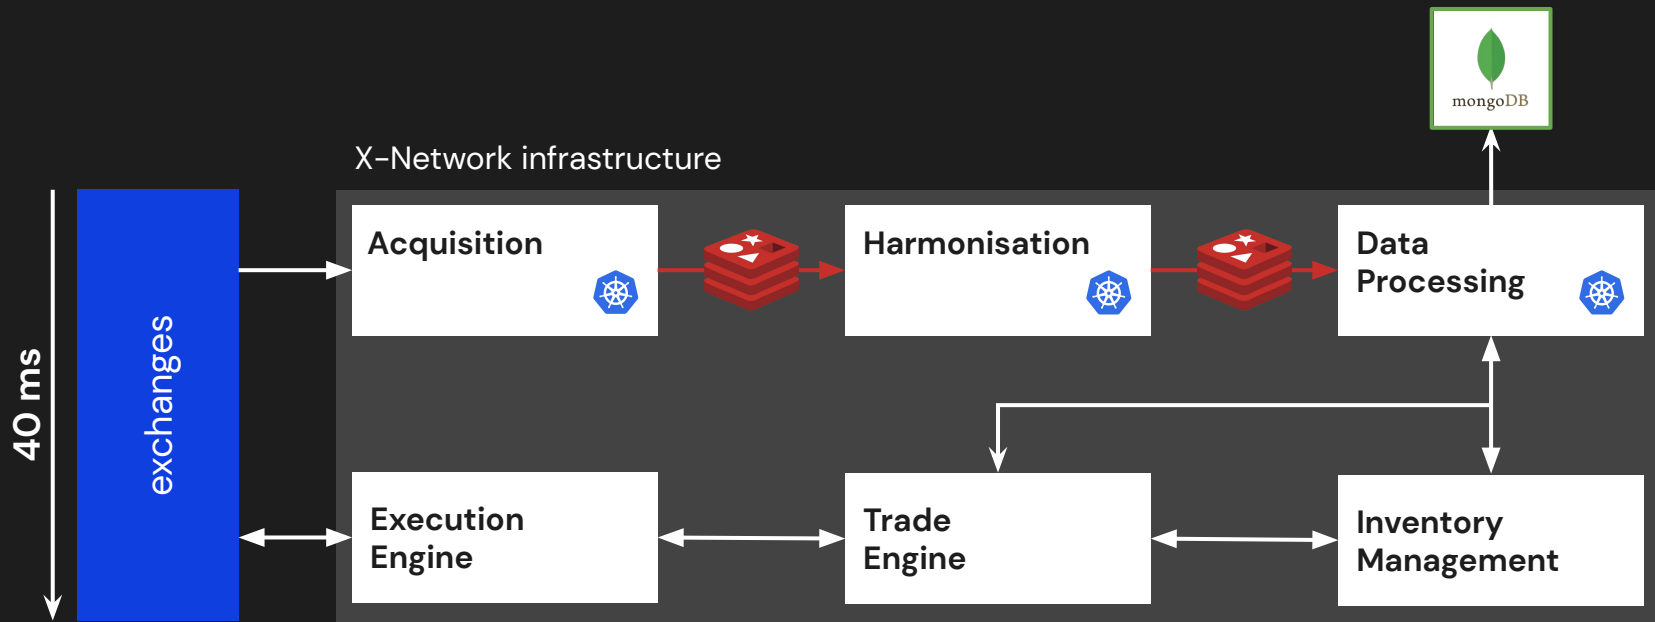 mongoDB
X-Network infrastructure
Acquisition
Harmonisation
Data
Processing
40 ms
exchanges
Execution
Engine
Trade
Engine
Inventory
Management